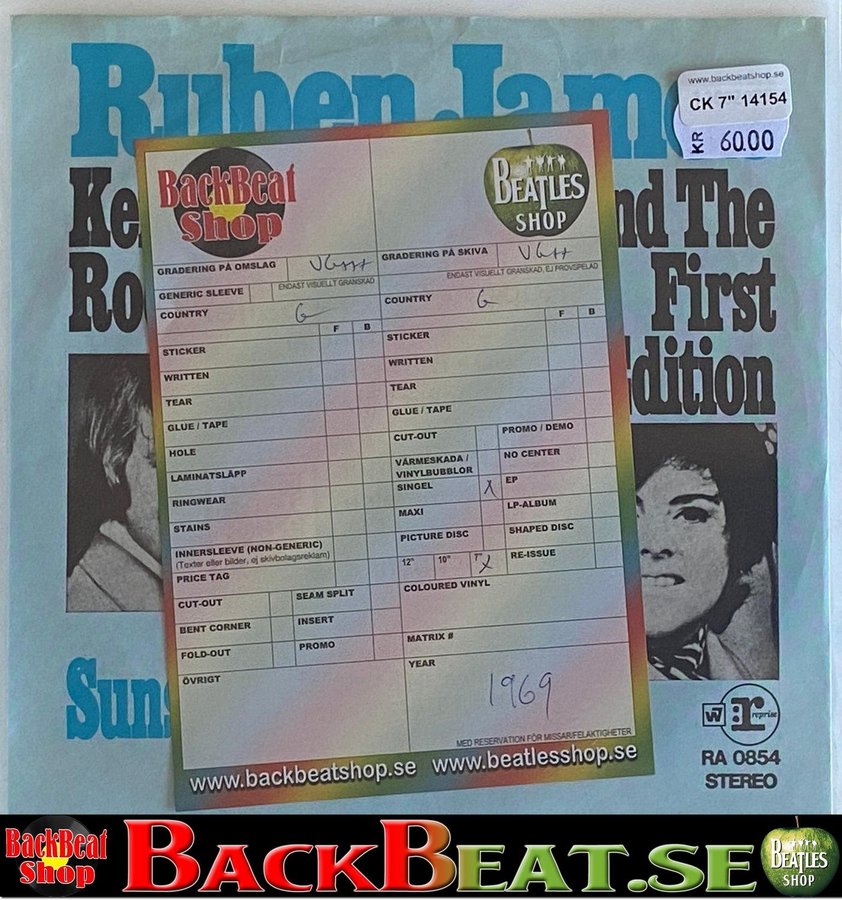 Ruben Jame
www.backbeatshop.se
CK 7" 14154
KR 60.00
Ke
nd The
Ro
First
Edition
BACKBEAT
SHOP
BEATLES
SHOP
GRADERING PÅ OMSLAG VG+++
ENDAST VISUELLT GRANSKAD
GENERIC SLEEVE
COUNTRY G
F B
STICKER
WRITTEN
TEAR
GLUE / TAPE
HOLE
LAMINATSLÄPP
RINGWEAR
STAINS
INNERSLEEVE (NON-GENERIC)
(Texter eller bilder, ej skivbolagsreklam)
PRICE TAG
CUT-OUT SEAM SPLIT
BENT CORNER INSERT
FOLD-OUT PROMO
ÖVRIGT
GRADERING PÅ SKIVA VG++
ENDAST VISUELLT GRANSKAD, EJ PROVSPELAD
COUNTRY G
F B
STICKER
WRITTEN
TEAR
GLUE / TAPE
CUT-OUT PROMO / DEMO
VÄRMESKADA /
VINYLBUBBLOR NO CENTER
SINGEL X EP
MAXI LP-ALBUM
PICTURE DISC SHAPED DISC
12" 10" 7" X RE-ISSUE
COLOURED VINYL
MATRIX #
YEAR
1969
MED RESERVATION FÖR MISSAR/FELAKTIGHETER
www.backbeatshop.se www.beatlesshop.se
Suns
W r: reprise
RA 0854
STEREO
BACKBEAT
SHOP
BACKBEAT.SE
BEATLES
SHOP